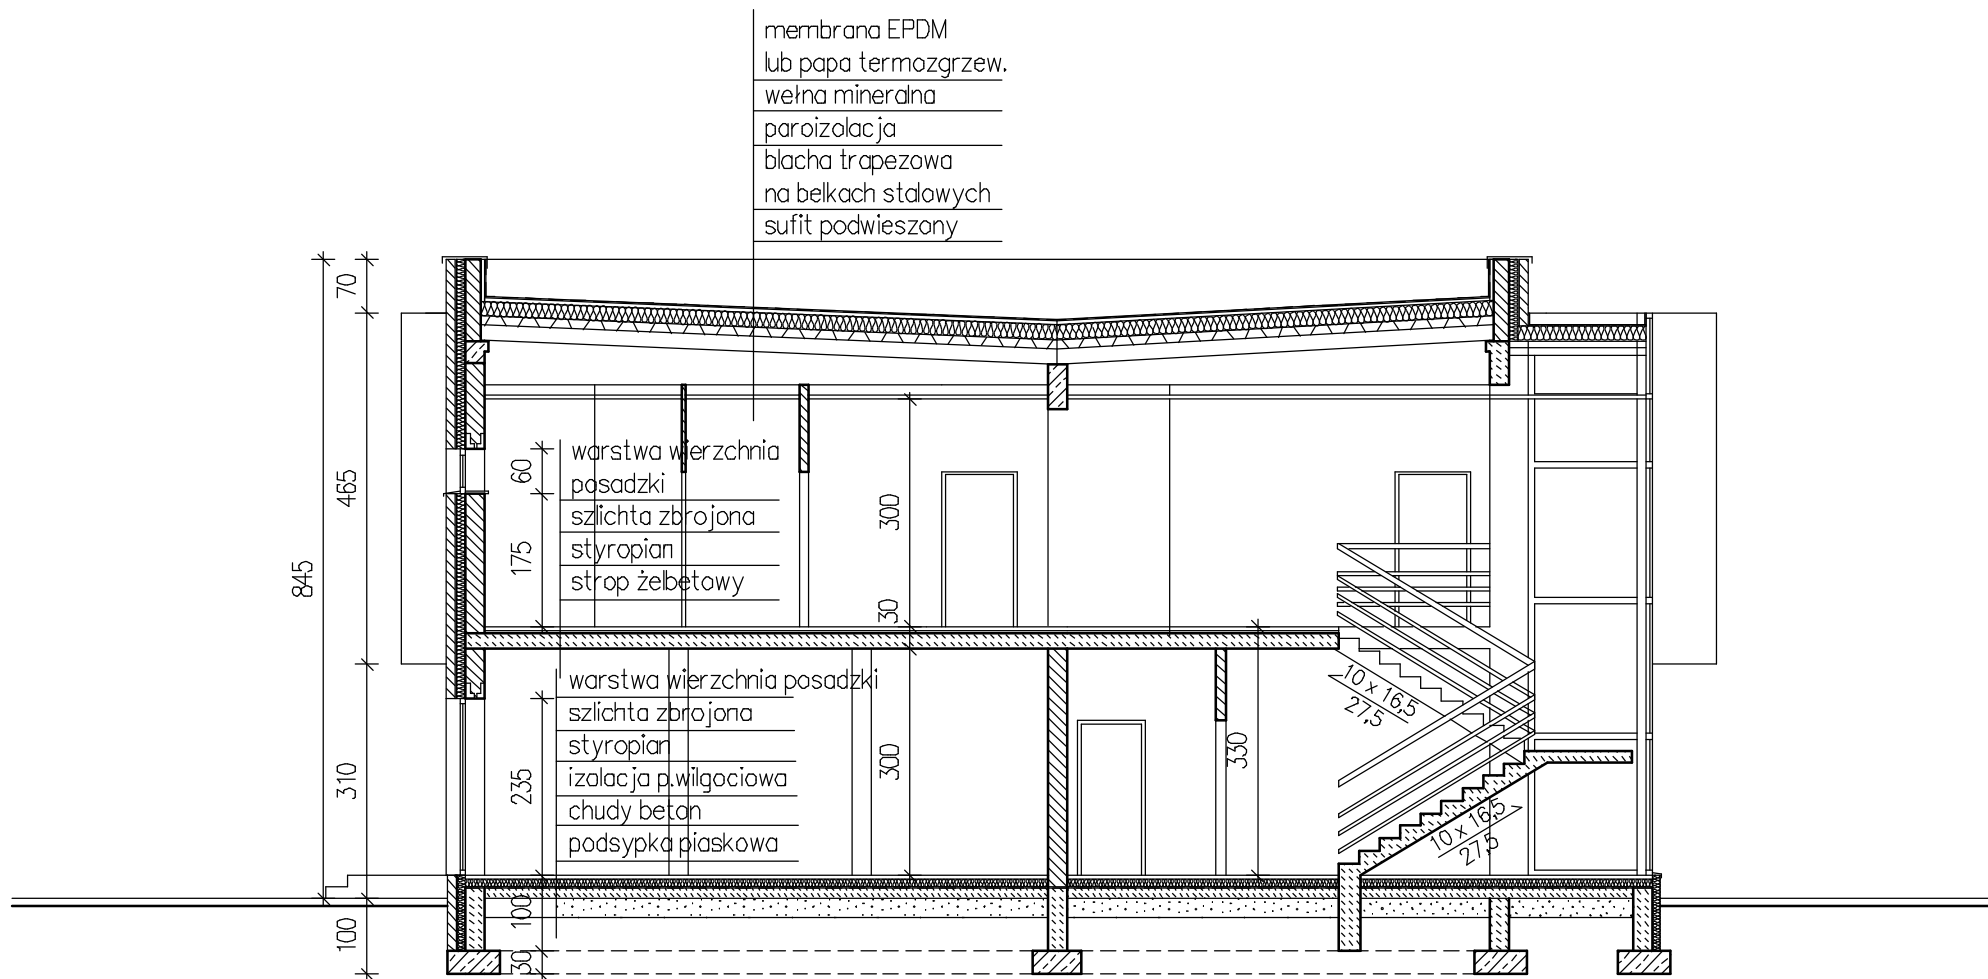 membrana EPDM
lub papa termozgrzew.
wełna mineralna
paroizolacja
blacha trapezowa
na belkach stalowych
sufit podwieszany
70
465
845
310
100
60
175
235
100
30
warstwa wierzchnia
posadzki
szlichta zbrojona
styropian
strop żelbetowy
300
30
warstwa wierzchnia posadzki
szlichta zbrojona
styropian
izolacja p.wilgociowa
chudy beton
podsypka piaskowa
300
330
10 x 16,5
27,5
10 x 16,5
27,5